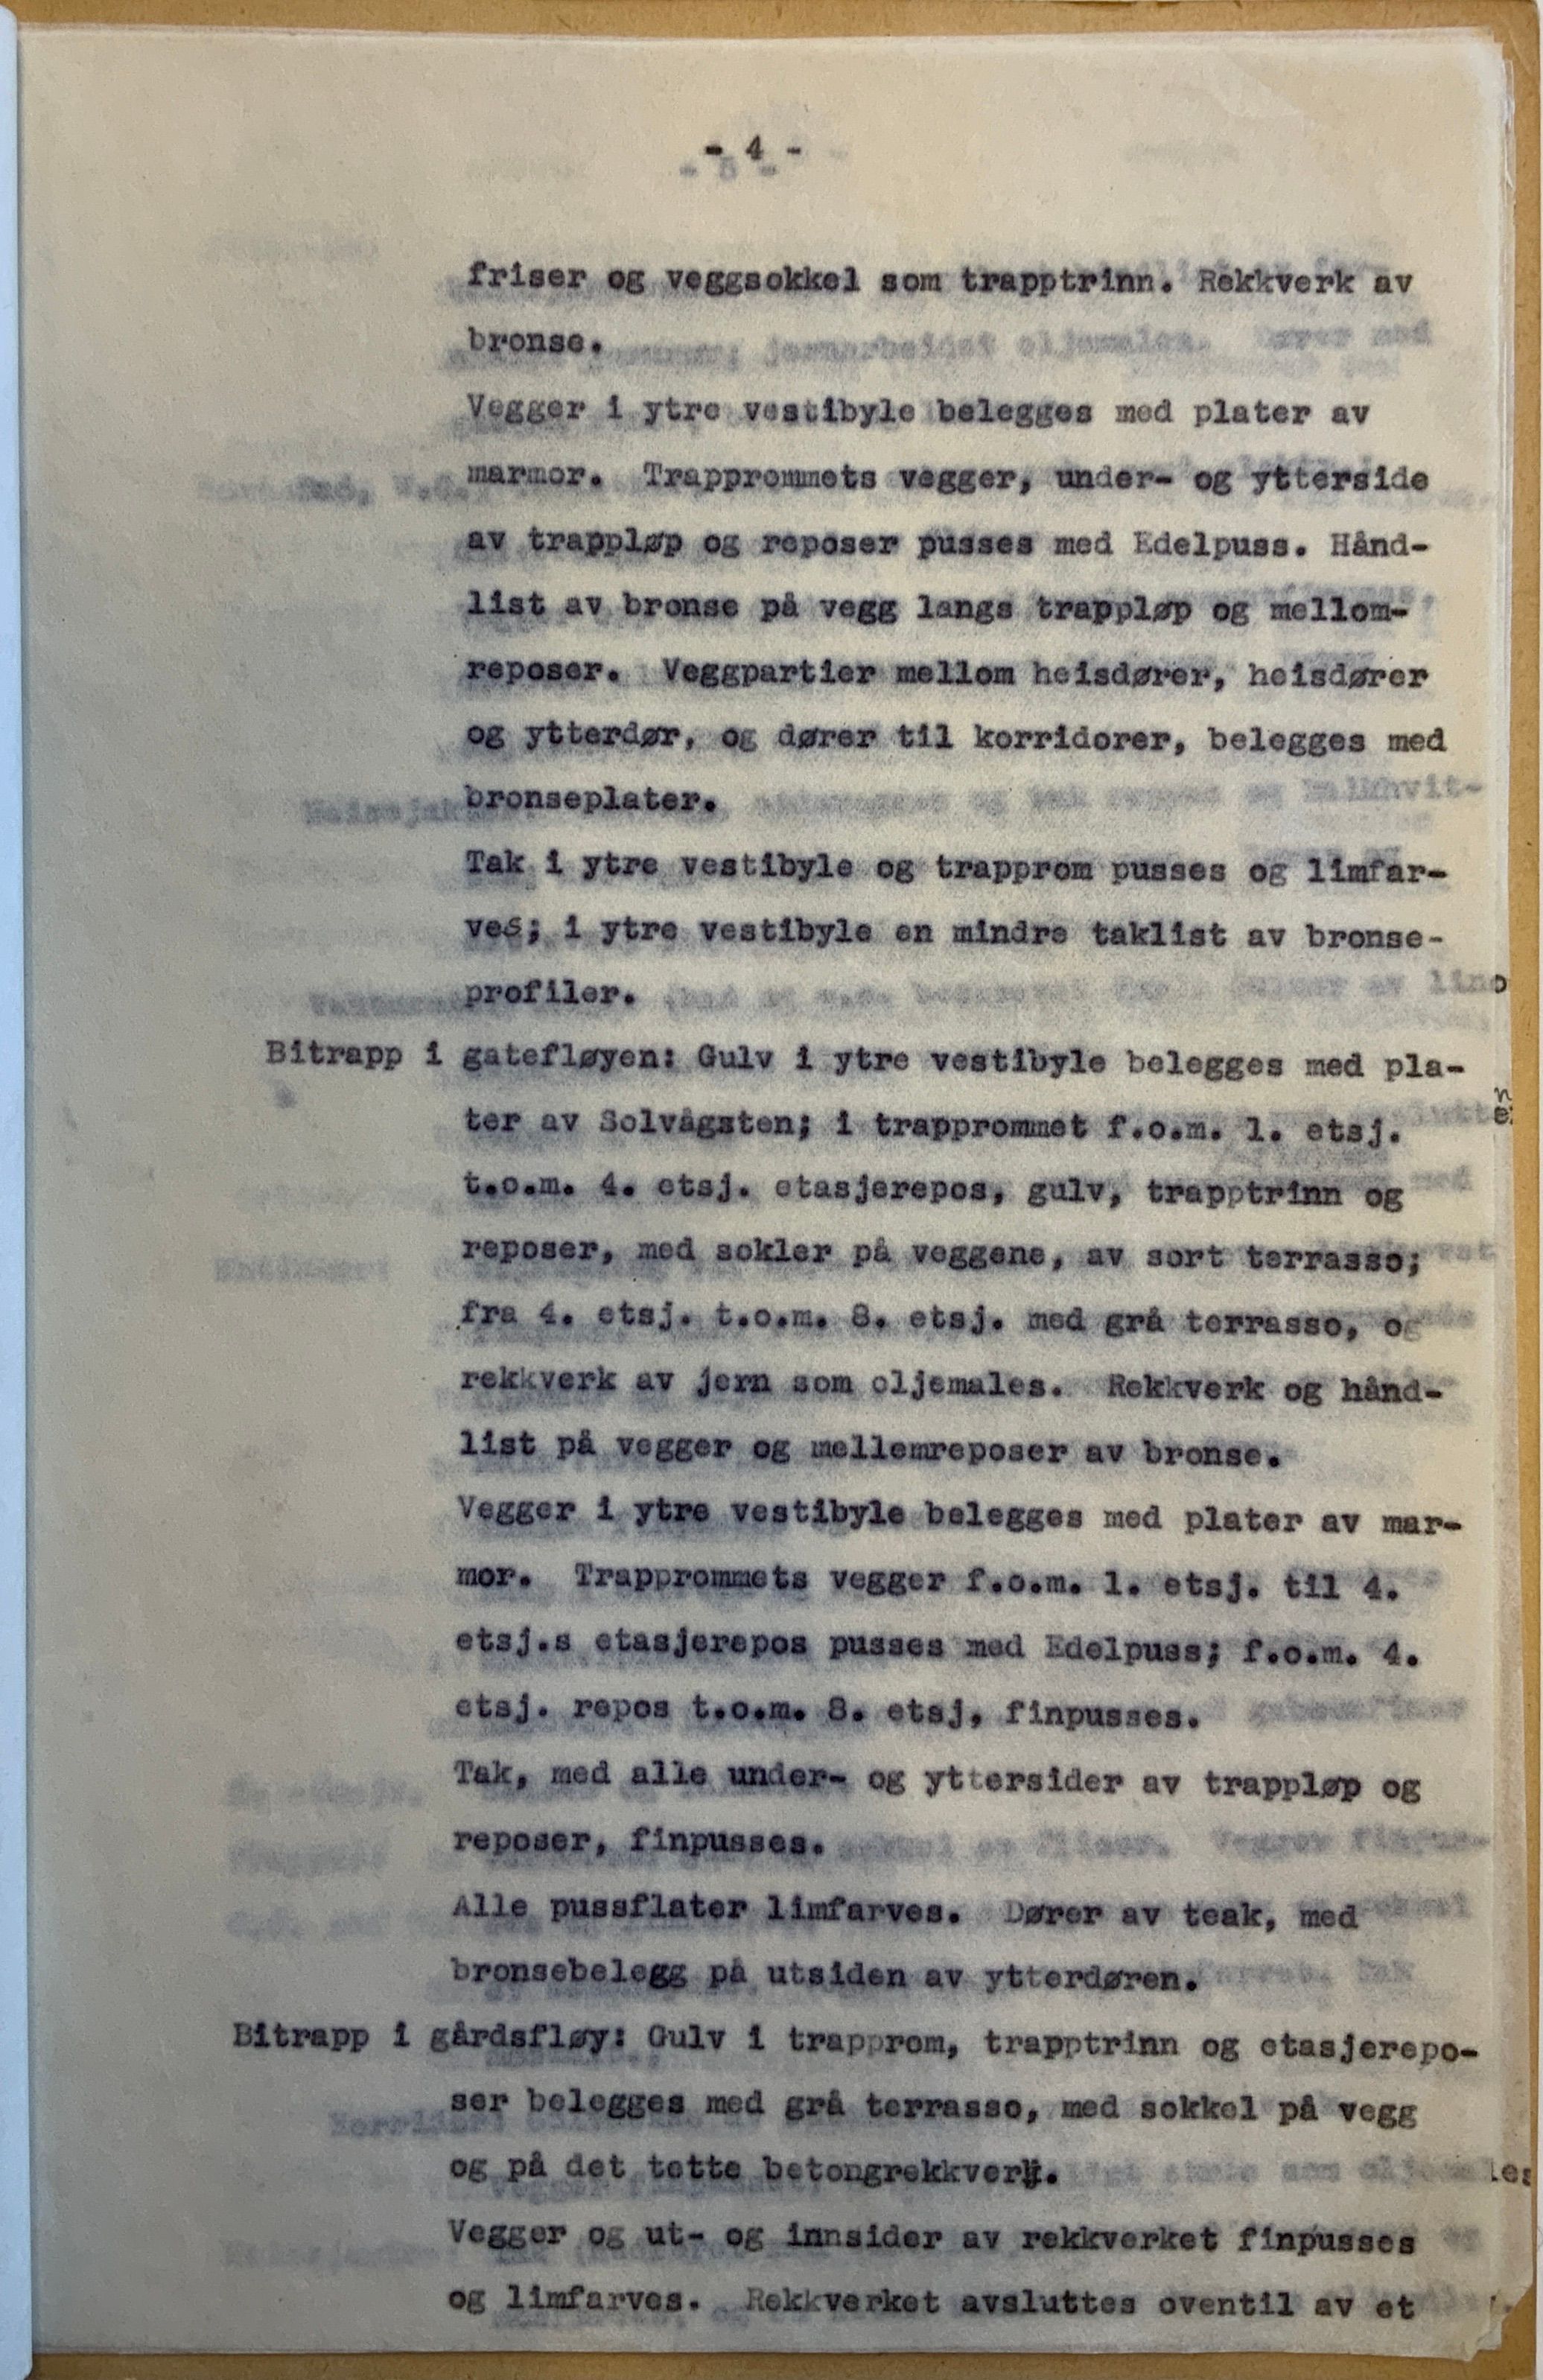 - 4 -
friser og veggsokkel som trapptrinn. Rekkverk av
bronse.
Vegger i ytre vestibyle belegges med plater av
marmor. Trapprommets vegger, under- og ytterside
av trappløp og reposer pusses med Edelpuss. Hånd-
list av bronse på vegg langs trappløp og mellom-
reposer. Veggpartier mellom heisdører, heisdører
og ytterdør, og dører til korridorer, belegges med
bronseplater.
Tak i ytre vestibyle og trapprom pusses og limfar-
ves; i ytre vestibyle en mindre taklist av bronse-
profiler.
Bitrapp i gatefløyen: Gulv i ytre vestibyle belegges med pla-
ter av Solvågsten; i trapprommet f.o.m. 1. etsj.
t.o.m. 4. etsj. etasjerepos, gulv, trapptrinn og
reposer, med sokler på veggene, av sort terrasso;
fra 4. etsj. t.o.m. 8. etsj. med grå terrasso, og
rekkverk av jern som oljemales. Rekkverk og hånd-
list på vegger og mellemreposer av bronse.
Vegger i ytre vestibyle belegges med plater av mar-
mor. Trapprommets vegger f.o.m. 1. etsj. til 4.
etsj.s etasjerepos pusses med Edelpuss; f.o.m. 4.
etsj. repos t.o.m. 8. etsj, finpusses.
Tak, med alle under- og yttersider av trappløp og
reposer, finpusses.
Alle pussflater limfarves. Dører av teak, med
bronsebelegg på utsiden av ytterdøren.
Bitrapp i gårdsfløy: Gulv i trapprom, trapptrinn og etasjerepo-
ser belegges med grå terrasso, med sokkel på vegg
og på det tette betongrekkverk.
Vegger og ut- og innsider av rekkverket finpusses
og limfarves. Rekkverket avsluttes oventil av et